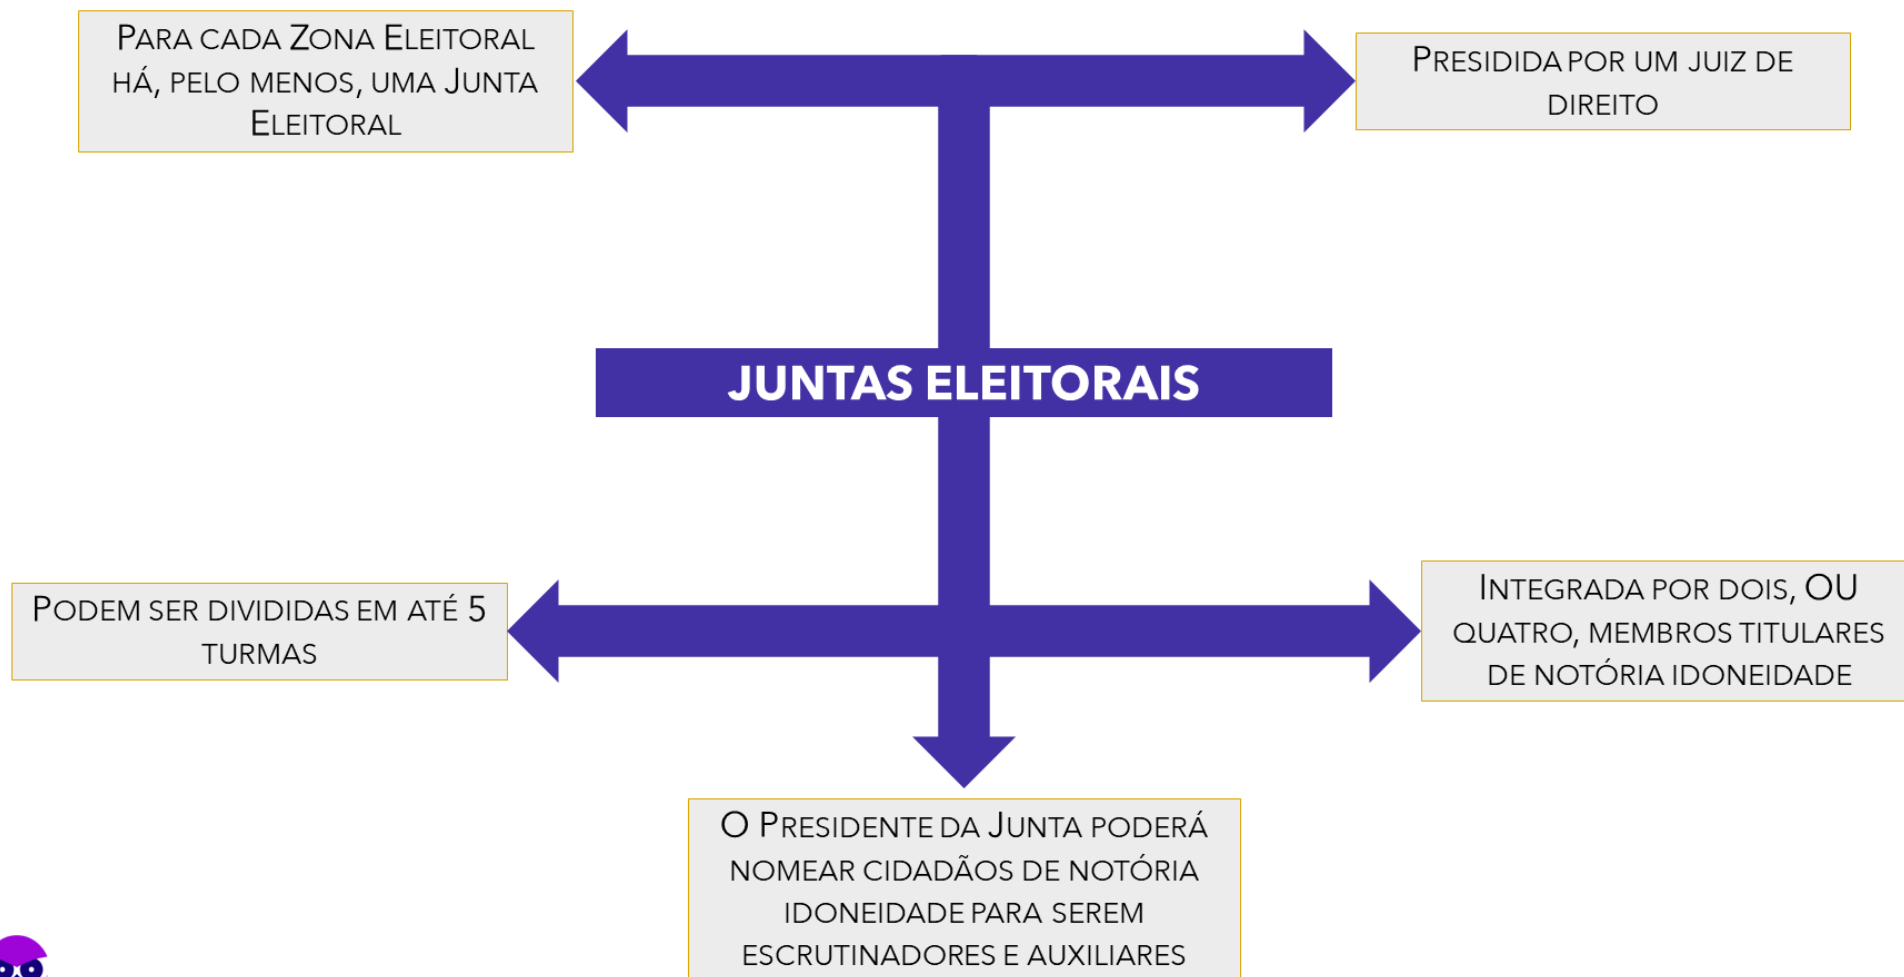 PARA CADA ZONA ELEITORAL
HÁ, PELO MENOS, UMA JUNTA
ELEITORAL
PRESIDIDA POR UM JUIZ DE
DIREITO
JUNTAS ELEITORAIS
PODEM SER DIVIDIDAS EM ATÉ 5
TURMAS
INTEGRADA POR DOIS, OU
QUATRO, MEMBROS TITULARES
DE NOTÓRIA IDONEIDADE
O PRESIDENTE DA JUNTA PODERÁ
NOMEAR CIDADÃOS DE NOTÓRIA
IDONEIDADE PARA SEREM
ESCRUTINADORES E AUXILIARES